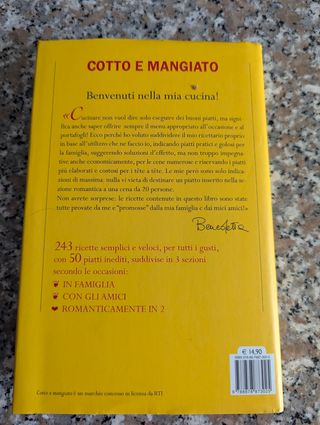 COTTO E MANGIATO
Benvenuti nella mia cucina!
«Cucinare non vuol dire solo eseguire dei buoni piatti, ma signi-
fica anche saper offrire sempre il menu appropriato all'occasione e al
portafogli! Ecco perché ho voluto suddividere il mio ricettario proprio
in base all'utilizzo che ne faccio io, indicando piatti pratici e golosi per
la famiglia, suggerendo soluzioni d'effetto, ma non troppo impegna-
tive anche economicamente, per le cene numerose e riservando i piatti
più elaborati e costosi per i tête a tête. Le mie però sono solo indicazio-
ni di massima: nulla vi vieta di destinare un piatto inserito nella se-
zione romantica a una cena da 20 persone.
Non avrete sorprese: le ricette contenute in questo libro sono state
tutte provate da me e "promosse" dalla mia famiglia e dai miei amici!»
Benedetta
243 ricette semplici e veloci, per tutti i gusti,
con 50 piatti inediti, suddivise in 3 sezioni
secondo le occasioni:
IN FAMIGLIA
CON GLI AMICI
ROMANTICAMENTE IN 2
€ 14,90
Cotto e mangiato è un marchio concesso in licenza da RTI